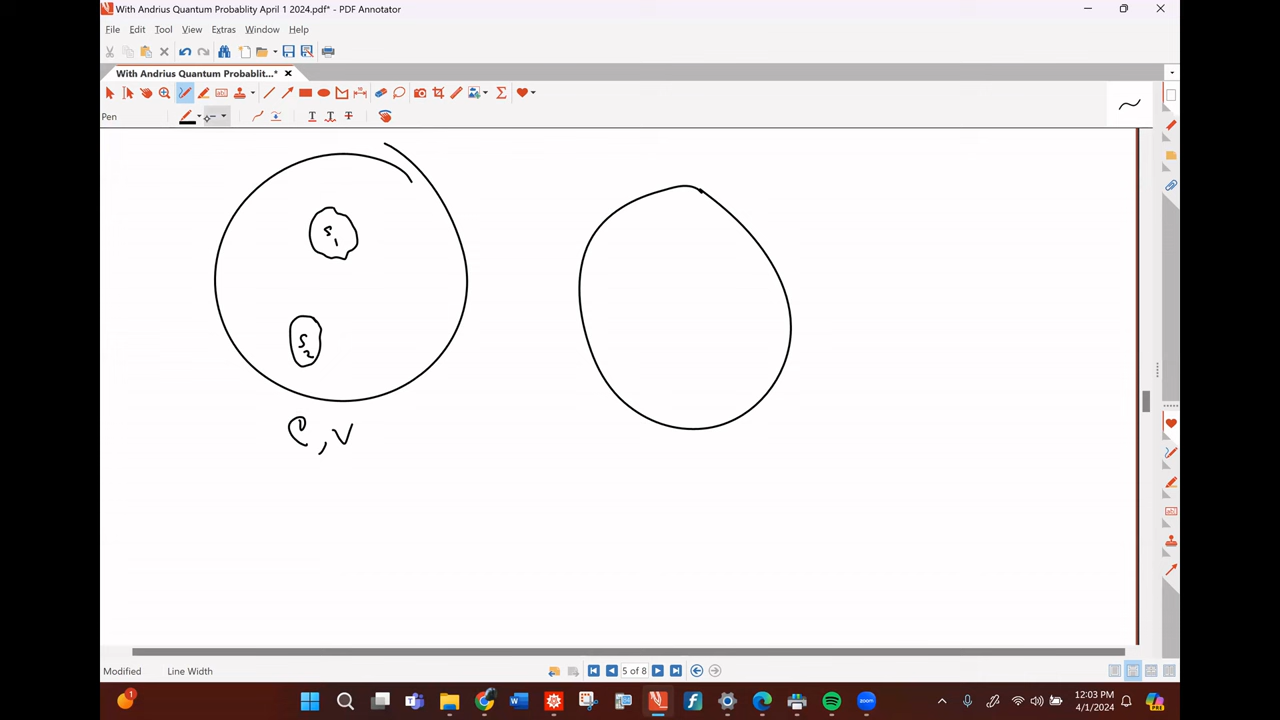 With Andrius Quantum Probablity April 1 2024.pdf* - PDF Annotator
File Edit Tool View Extras Window Help
With Andrius Quantum Probablit...*
Pen
S1
S2
e, v
Modified Line Width 5 of 8
12:03 PM
4/1/2024